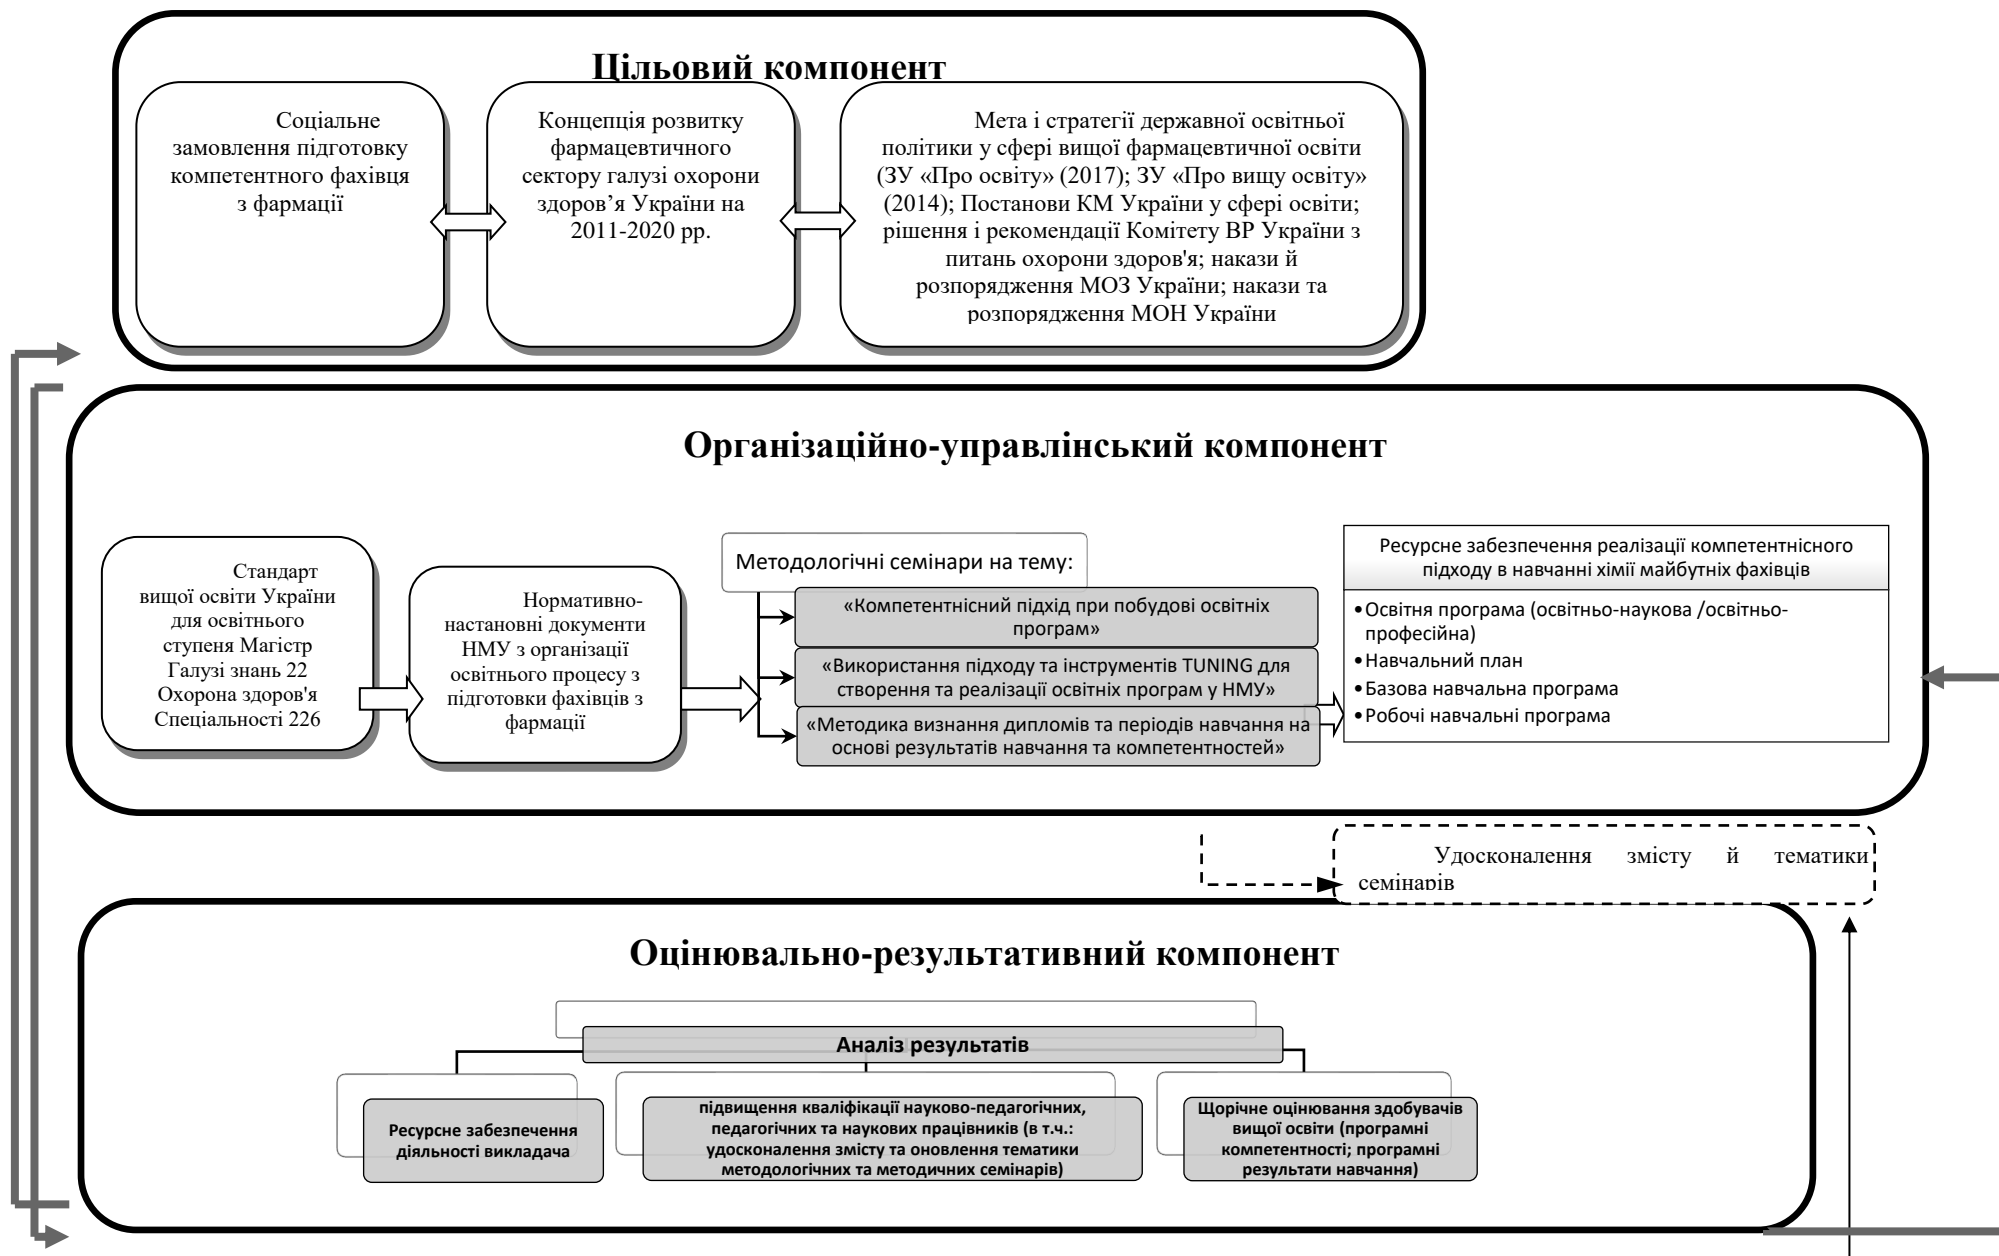 Цільовий компонент
Соціальне
замовлення підготовку
компетентного фахівця
з фармації
Концепція розвитку
фармацевтичного
сектору галузі охорони
здоров’я України на
2011-2020 рр.
Мета і стратегії державної освітньої
політики у сфері вищої фармацевтичної освіти
(ЗУ «Про освіту» (2017); ЗУ «Про вищу освіту»
(2014); Постанови КМ України у сфері освіти;
рішення і рекомендації Комітету ВР України з
питань охорони здоров'я; накази й
розпорядження МОЗ України; накази та
розпорядження МОН України
Організаційно-управлінський компонент
Стандарт
вищої освіти України
для освітнього
ступеня Магістр
Галузі знань 22
Охорона здоров'я
Спеціальності 226
Нормативно-
настановні документи
НМУ з організації
освітнього процесу з
підготовки фахівців з
фармації
Методологічні семінари на тему:
«Компетентнісний підхід при побудові освітніх
програм»
«Використання підходу та інструментів TUNING для
створення та реалізації освітніх програм у НМУ»
«Методика визнання дипломів та періодів навчання на
основі результатів навчання та компетентностей»
Ресурсне забезпечення реалізації компетентнісного
підходу в навчанні хімії майбутніх фахівців
•Освітня програма (освітньо-наукова /освітньо-
професійна)
•Навчальний план
•Базова навчальна програма
•Робочі навчальні програма
Удосконалення змісту й тематики
семінарів
Оцінювально-результативний компонент
Аналіз результатів
Ресурсне забезпечення
діяльності викладача
підвищення кваліфікації науково-педагогічних,
педагогічних та наукових працівників (в т.ч.:
удосконалення змісту та оновлення тематики
методологічних та методичних семінарів)
Щорічне оцінювання здобувачів
вищої освіти (програмні
компетентності; програмні
результати навчання)